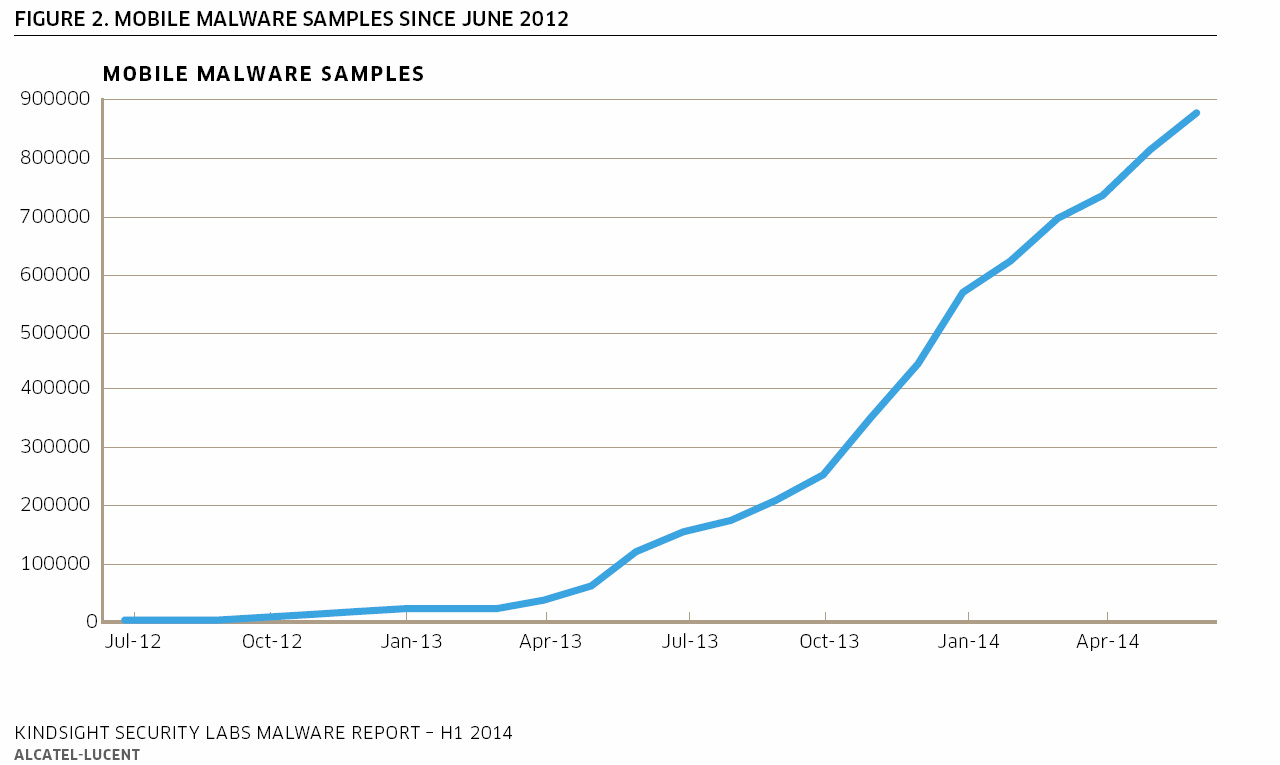 FIGURE 2. MOBILE MALWARE SAMPLES SINCE JUNE 2012
MOBILE MALWARE SAMPLES
900000
800000
700000
600000
500000
400000
300000
200000
100000
0
Jul-12 Oct-12 Jan-13 Apr-13 Jul-13 Oct-13 Jan-14 Apr-14
KINDSIGHT SECURITY LABS MALWARE REPORT – H1 2014
ALCATEL-LUCENT